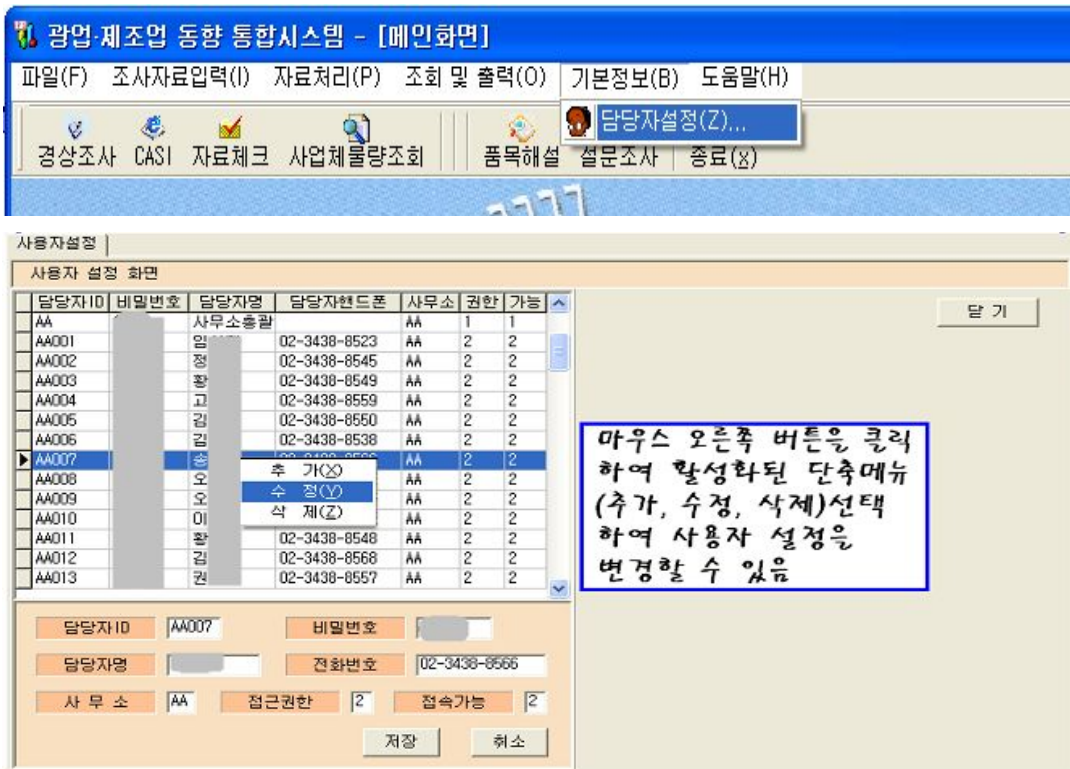 광업·제조업 동향 통합시스템 - [메인화면]
파일(F) 조사자료입력(I) 자료처리(P) 조회 및 출력(O) 기본정보(B) 도움말(H)
담당자설정(Z)...
경상조사 CASI 자료체크 사업체물량조회 품목해설 설문조사 종료(x)
사용자설정
사용자 설정 화면
담당자ID 비밀번호 담당자명 담당자핸드폰 사무소 권한 가능
닫 기
AA 사무소총괄 AA 1 1
AA001 임 02-3438-8523 AA 2 2
AA002 정 02-3438-8545 AA 2 2
AA003 황 02-3438-8549 AA 2 2
AA004 고 02-3438-8559 AA 2 2
AA005 김 02-3438-8550 AA 2 2
AA006 김 02-3438-8538 AA 2 2
AA007 송 AA 2 2
AA008 오 AA 2 2
AA009 오 AA 2 2
AA010 이 AA 2 2
AA011 황 02-3438-8548 AA 2 2
AA012 김 02-3438-8568 AA 2 2
AA013 권 02-3438-8557 AA 2 2
추 가(X)
수 정(Y)
삭 제(Z)
마우스 오른쪽 버튼을 클릭
하여 활성화된 단축메뉴
(추가, 수정, 삭제)선택
하여 사용자 설정을
변경할 수 있음
담당자ID AA007 비밀번호
담당자명 전화번호 02-3438-8566
사 무 소 AA 접근권한 2 접속가능 2
저장 취소